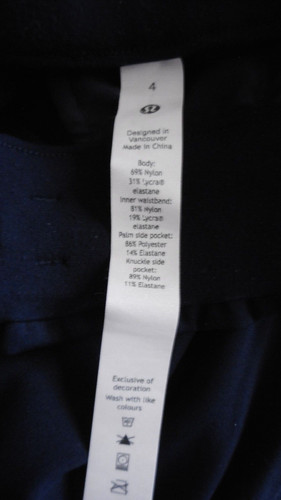 4
Designed in
Vancouver
Made in China
Body:
69% Nylon
31% Lycra®
elastane
Inner waistband:
81% Nylon
19% Lycra®
elastane
Palm side pocket:
86% Polyester
14% Elastane
Knuckle side
pocket:
89% Nylon
11% Elastane
Exclusive of
decoration
Wash with like
colours